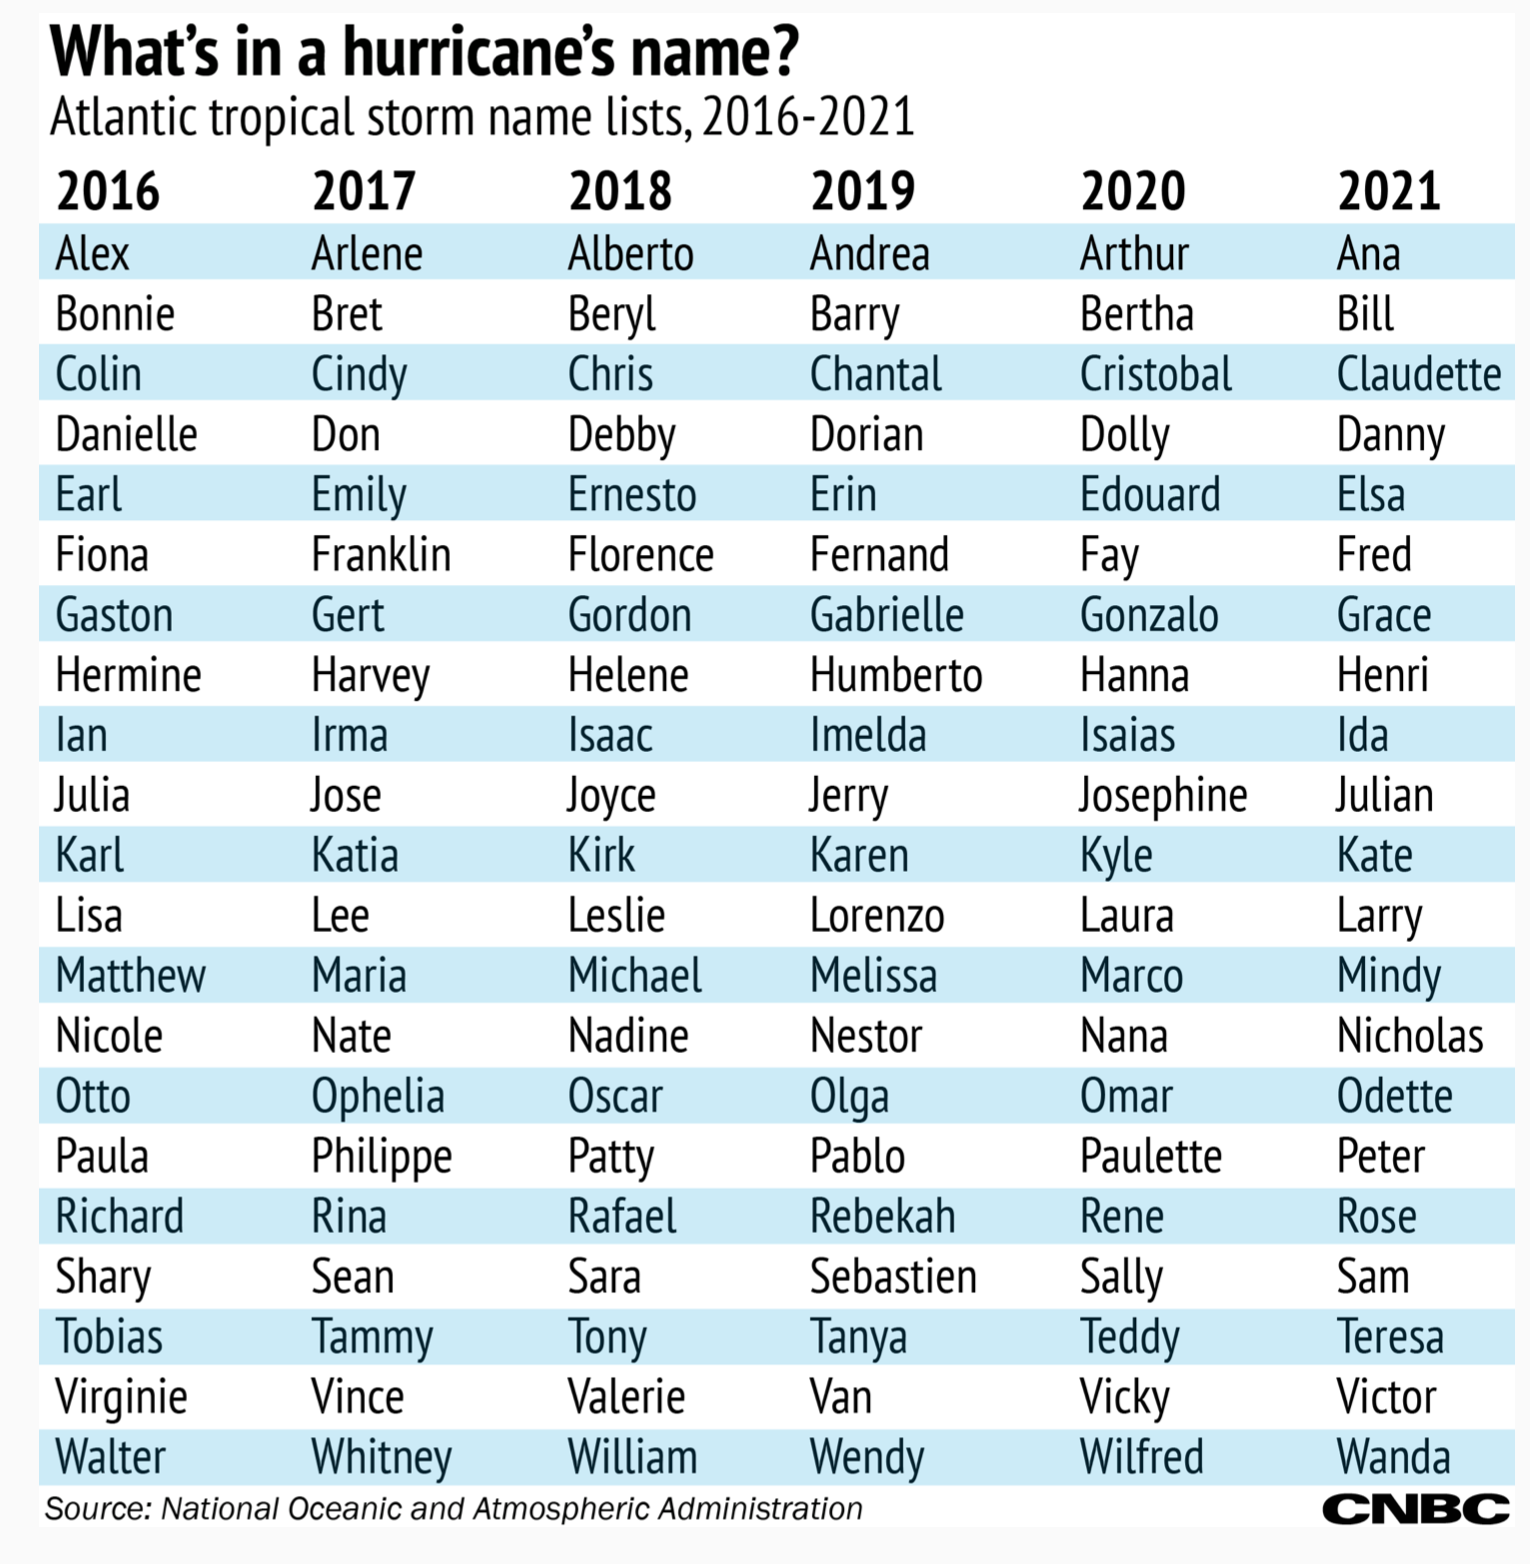 What's in a hurricane's name?
Atlantic tropical storm name lists, 2016-2021
2016 2017 2018 2019 2020 2021
Alex Arlene Alberto Andrea Arthur Ana
Bonnie Bret Beryl Barry Bertha Bill
Colin Cindy Chris Chantal Cristobal Claudette
Danielle Don Debby Dorian Dolly Danny
Earl Emily Ernesto Erin Edouard Elsa
Fiona Franklin Florence Fernand Fay Fred
Gaston Gert Gordon Gabrielle Gonzalo Grace
Hermine Harvey Helene Humberto Hanna Henri
Ian Irma Isaac Imelda Isaias Ida
Julia Jose Joyce Jerry Josephine Julian
Karl Katia Kirk Karen Kyle Kate
Lisa Lee Leslie Lorenzo Laura Larry
Matthew Maria Michael Melissa Marco Mindy
Nicole Nate Nadine Nestor Nana Nicholas
Otto Ophelia Oscar Olga Omar Odette
Paula Philippe Patty Pablo Paulette Peter
Richard Rina Rafael Rebekah Rene Rose
Shary Sean Sara Sebastien Sally Sam
Tobias Tammy Tony Tanya Teddy Teresa
Virginie Vince Valerie Van Vicky Victor
Walter Whitney William Wendy Wilfred Wanda
Source: National Oceanic and Atmospheric Administration CNBC